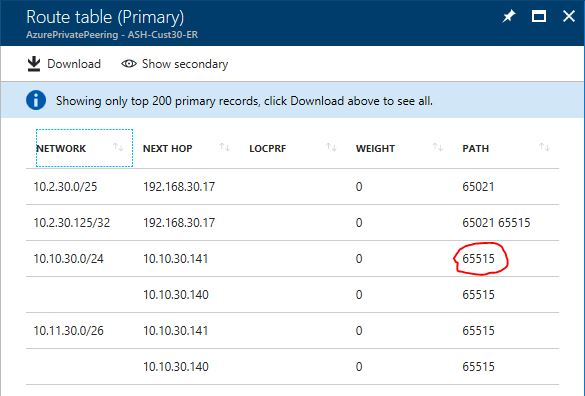 Route table (Primary)
AzurePrivatePeering - ASH-Cust30-ER
Download Show secondary
Showing only top 200 primary records, click Download above to see all.
NETWORK NEXT HOP LOCPRF WEIGHT PATH
10.2.30.0/25 192.168.30.17 0 65021
10.2.30.125/32 192.168.30.17 0 65021 65515
10.10.30.0/24 10.10.30.141 0 65515
10.10.30.140 0 65515
10.11.30.0/26 10.10.30.141 0 65515
10.10.30.140 0 65515